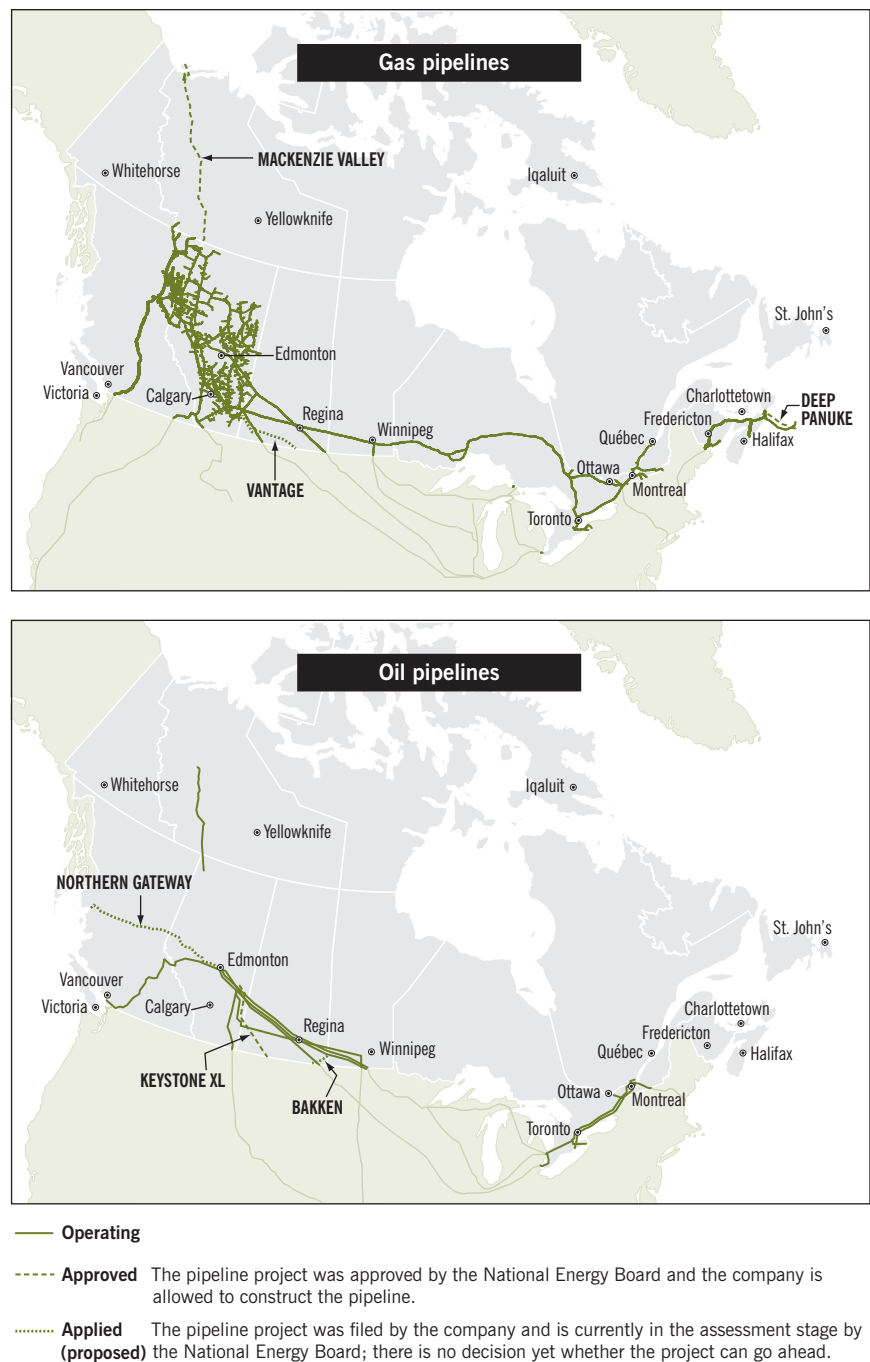 Gas pipelines
MACKENZIE VALLEY
Whitehorse
Iqaluit
Yellowknife
St. John's
Edmonton
Vancouver
Victoria
Calgary
Charlottetown
DEEP
PANUKE
Regina
Fredericton
Winnipeg
Québec
Halifax
Ottawa
VANTAGE
Montreal
Toronto
Oil pipelines
Whitehorse
Iqaluit
Yellowknife
NORTHERN GATEWAY
St. John's
Edmonton
Vancouver
Victoria
Calgary
Charlottetown
Regina
Fredericton
Winnipeg
Québec
Halifax
KEYSTONE XL
Ottawa
Montreal
BAKKEN
Toronto
Operating
Approved The pipeline project was approved by the National Energy Board and the company is
allowed to construct the pipeline.
Applied The pipeline project was filed by the company and is currently in the assessment stage by
(proposed) the National Energy Board; there is no decision yet whether the project can go ahead.